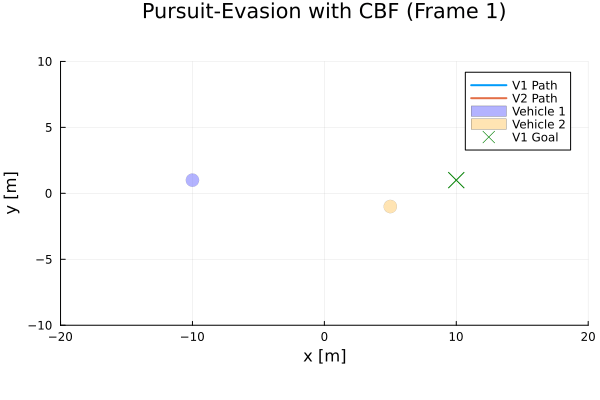 Pursuit-Evasion with CBF (Frame 1)
10
5
0
−5
−10
y [m]
V1 Path
V2 Path
Vehicle 1
Vehicle 2
V1 Goal
−20
−10
0
10
20
x [m]